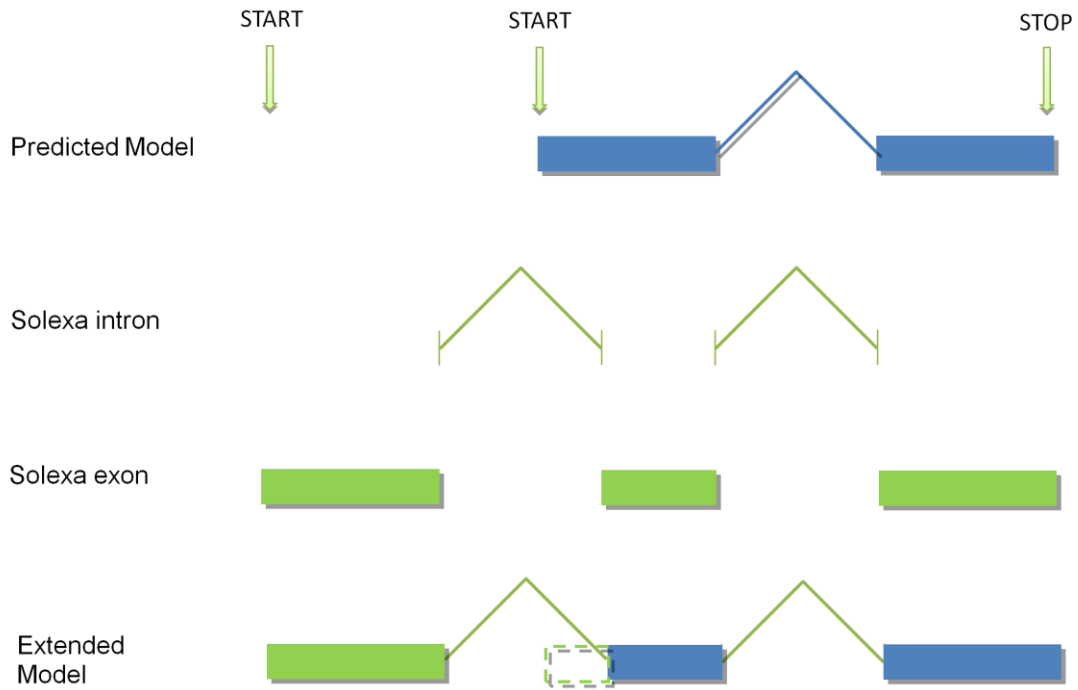 START
START
STOP
Predicted Model
Solexa intron
Solexa exon
Extended
Model